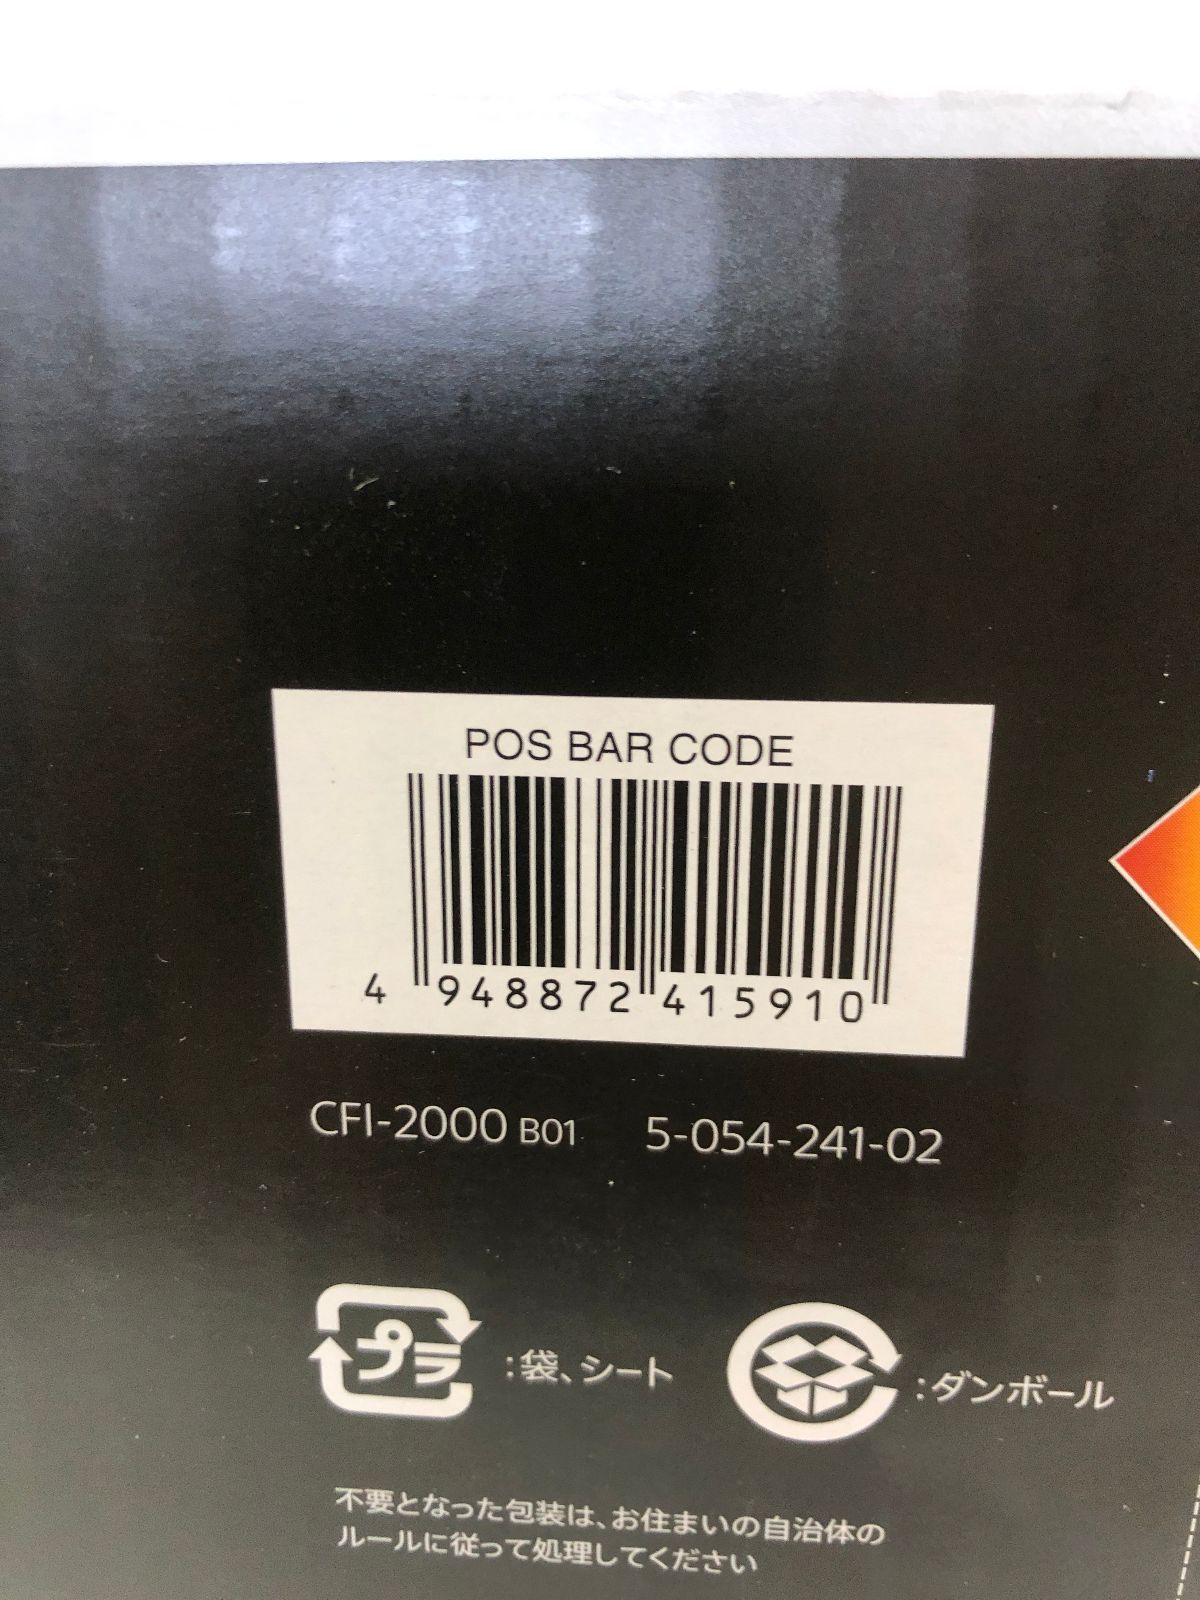 POS BAR CODE
4 948872 415910
CFI-2000 B01 5-054-241-02
プラ :袋、シート :ダンボール
不要となった包装は、お住まいの自治体の
ルールに従って処理してください